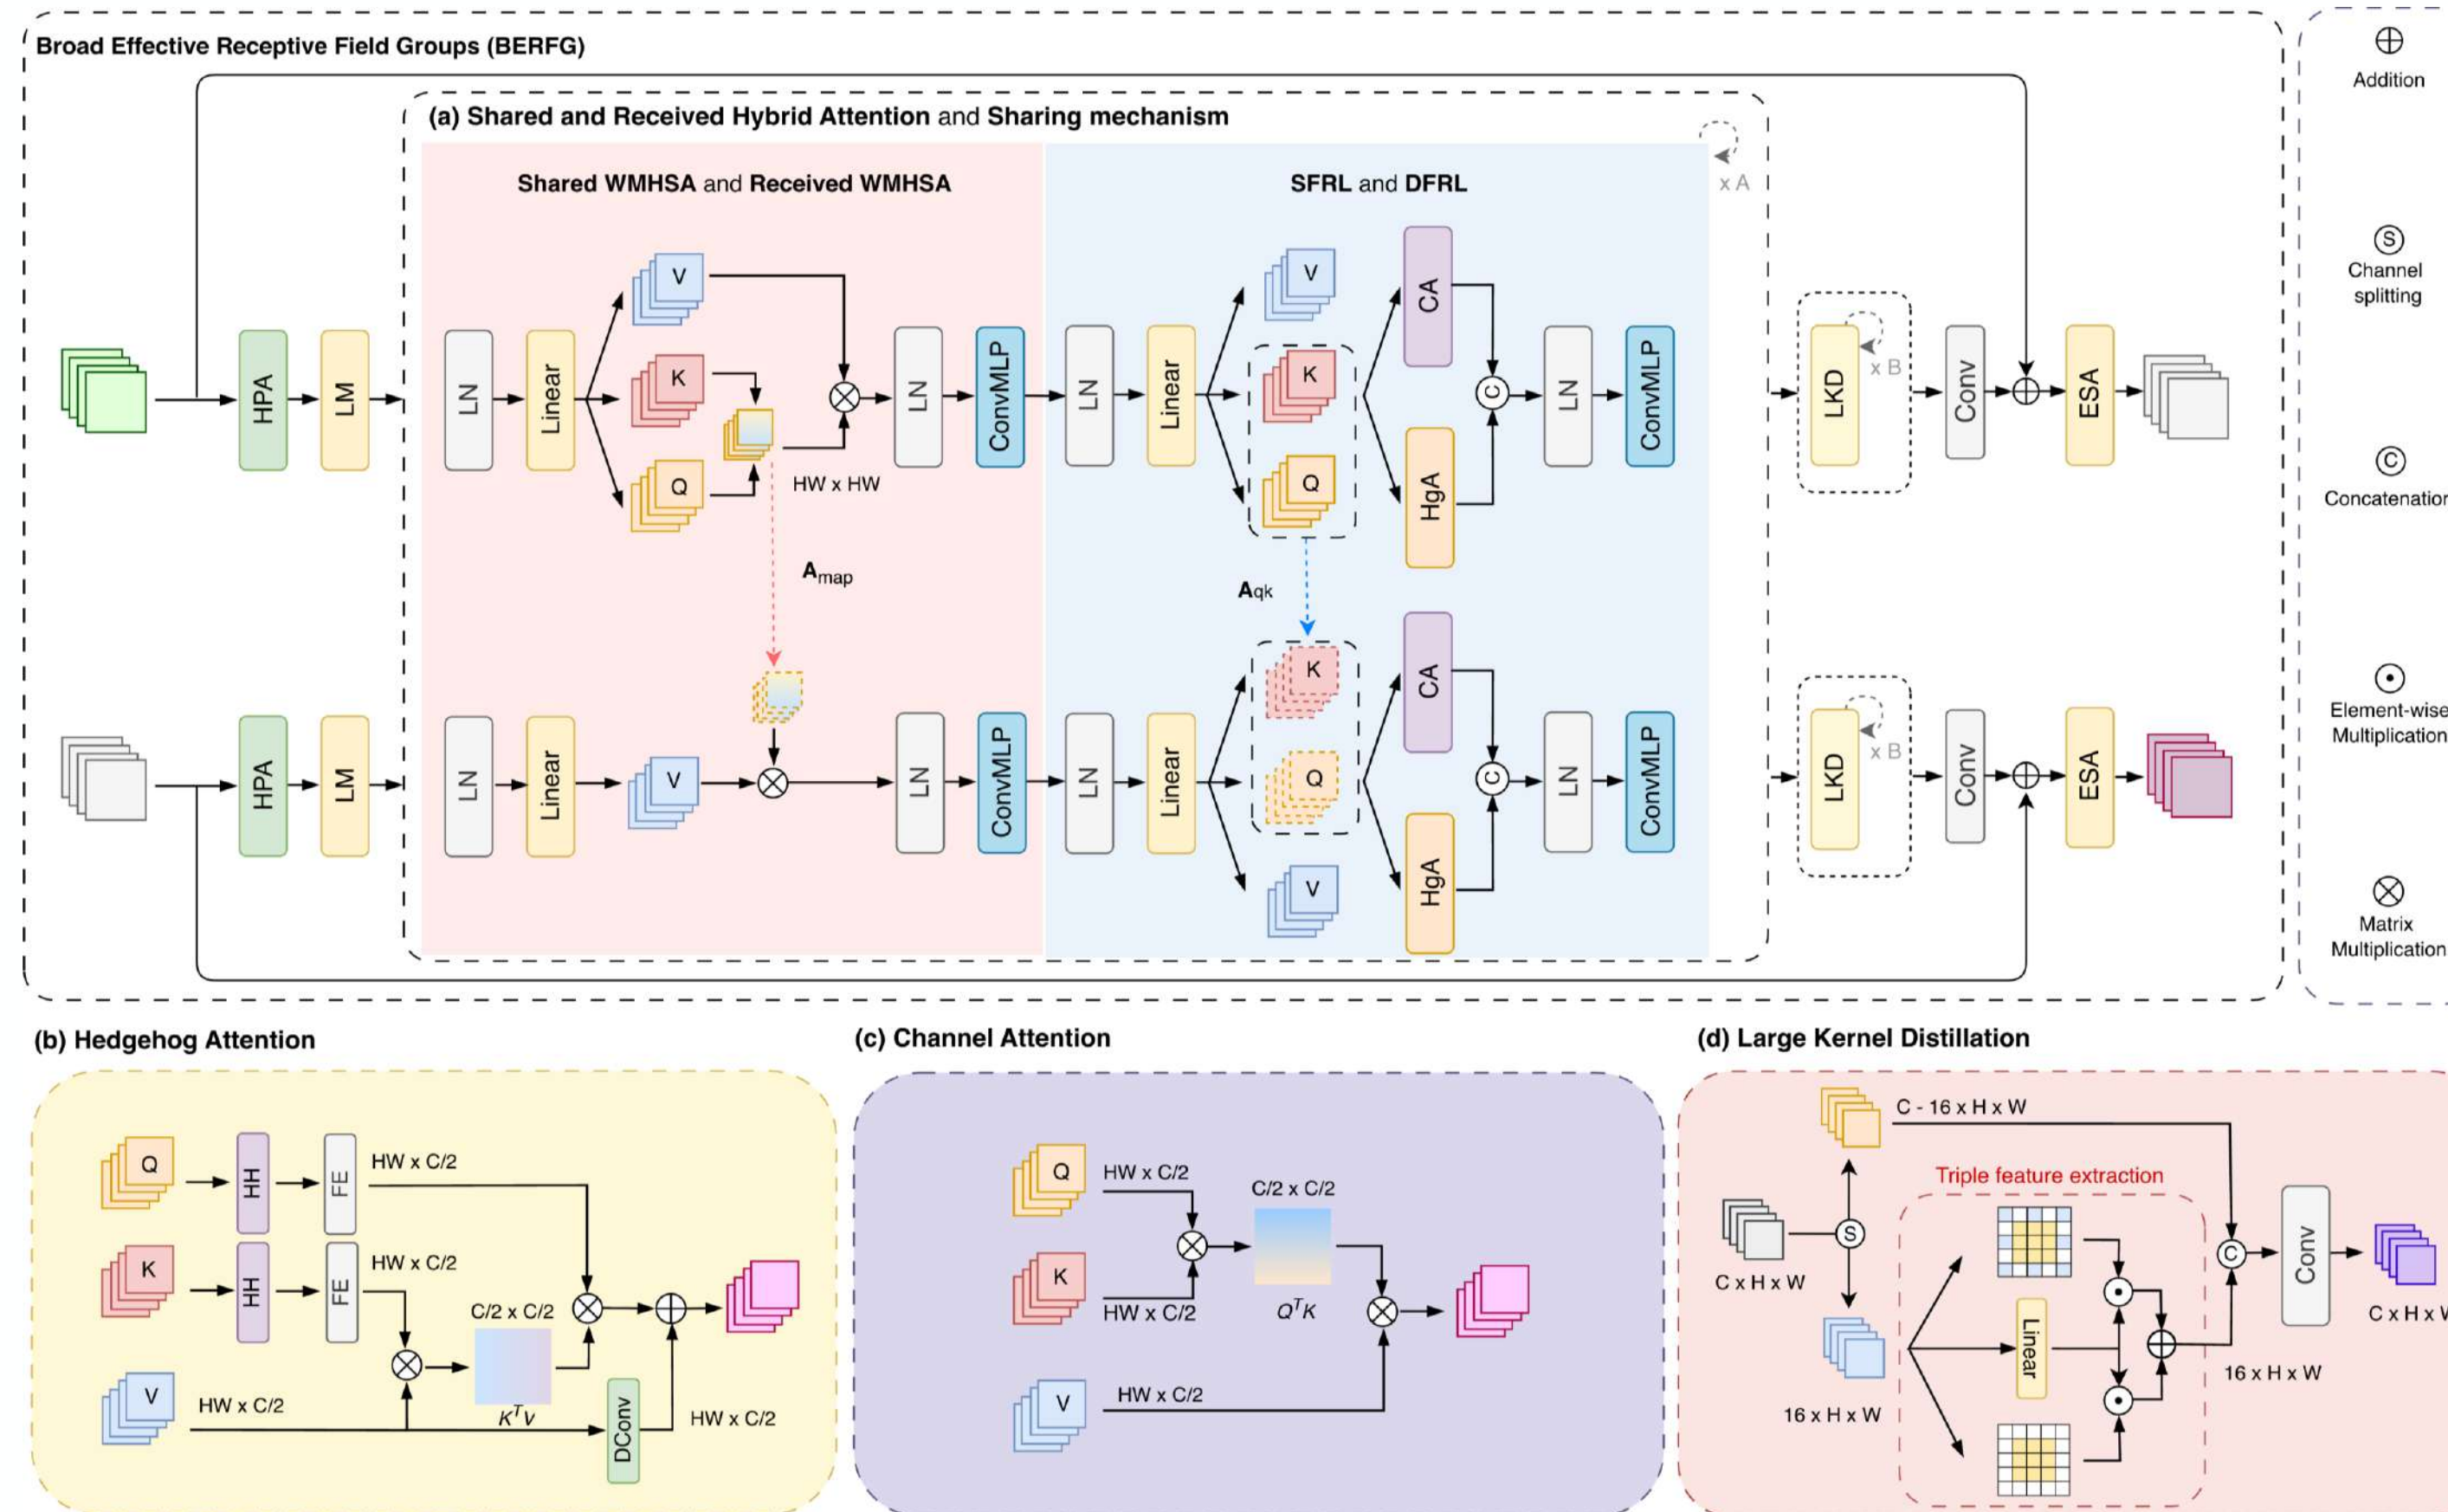 Broad Effective Receptive Field Groups (BERFG)
(a) Shared and Received Hybrid Attention and Sharing mechanism
Shared WMHSA and Received WMHSA
SFRL and DFRL
x A
HPA
LM
LN
Linear
V
K
Q
HW x HW
LN
ConvMLP
LN
Linear
V
K
Q
CA
HgA
C
LN
ConvMLP
LKD
x B
Conv
ESA
Amap
Aqk
HPA
LM
LN
Linear
V
LN
ConvMLP
LN
Linear
K
Q
V
CA
HgA
C
LN
ConvMLP
LKD
x B
Conv
ESA
Addition
S
Channel
splitting
C
Concatenation
Element-wise
Multiplication
Matrix
Multiplication
(b) Hedgehog Attention
Q
HH
FE
HW x C/2
K
HH
FE
HW x C/2
C/2 x C/2
KᵀV
V
HW x C/2
DConv
HW x C/2
(c) Channel Attention
Q
HW x C/2
C/2 x C/2
K
HW x C/2
QᵀK
V
HW x C/2
(d) Large Kernel Distillation
C - 16 x H x W
Triple feature extraction
S
C x H x W
Linear
C
Conv
C x H x W
16 x H x W
16 x H x W